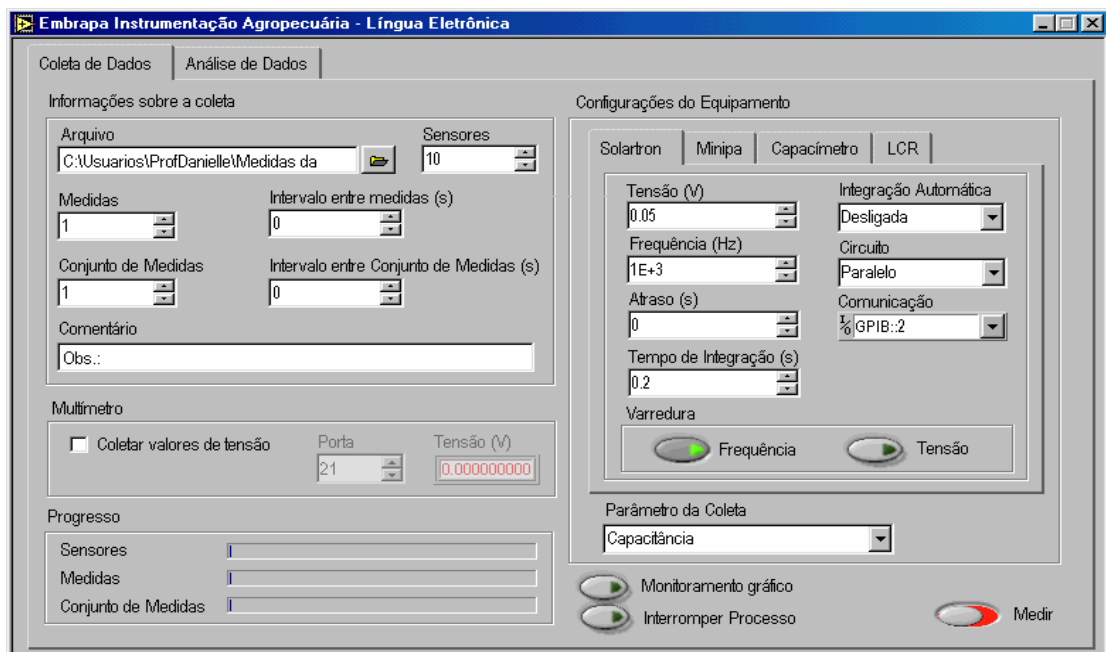 Embrapa Instrumentação Agropecuária - Língua Eletrônica
Coleta de Dados
Análise de Dados
Informações sobre a coleta
Arquivo
Sensores
C:\Usuarios\ProfDanielle\Medidas da
10
Medidas
Intervalo entre medidas (s)
1
0
Conjunto de Medidas
Intervalo entre Conjunto de Medidas (s)
1
0
Comentário
Obs.:
Multímetro
Coletar valores de tensão
Porta
Tensão (V)
21
0.000000000
Progresso
Sensores
Medidas
Conjunto de Medidas
Configurações do Equipamento
Solartron
Minipa
Capacímetro
LCR
Tensão (V)
Integração Automática
0.05
Desligada
Frequência (Hz)
Circuito
1E+3
Paralelo
Atraso (s)
Comunicação
0
I/O GPIB::2
Tempo de Integração (s)
0.2
Varredura
Frequência
Tensão
Parâmetro da Coleta
Capacitância
Monitoramento gráfico
Interromper Processo
Medir